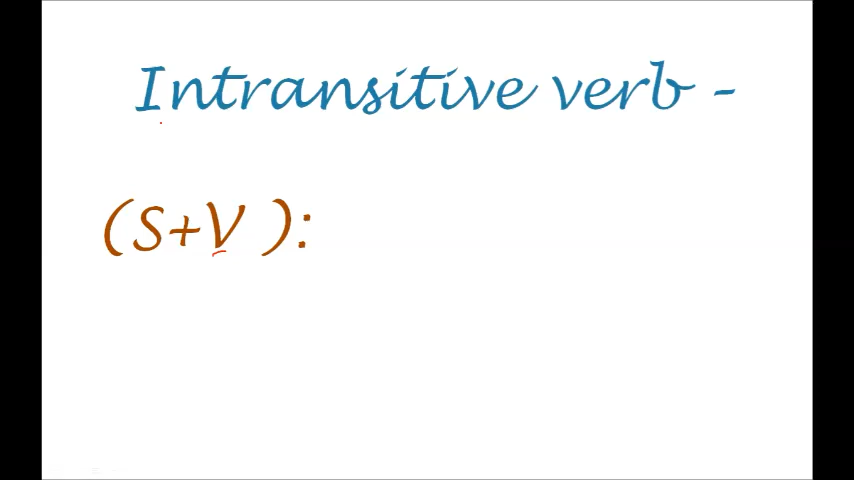 Intransitive verb -
(S+V ):